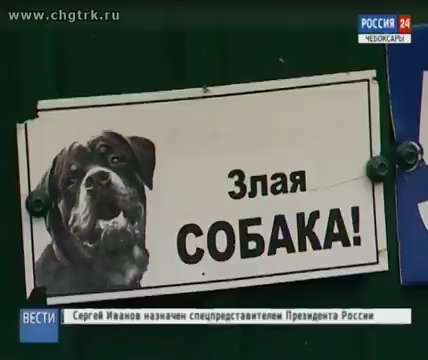 www.chgtrk.ru
РОССИЯ 24
ЧЕБОКСАРЫ
Злая
СОБАКА!
ВЕСТИ
Сергей Иванов назначен спецпредставителем Президента России